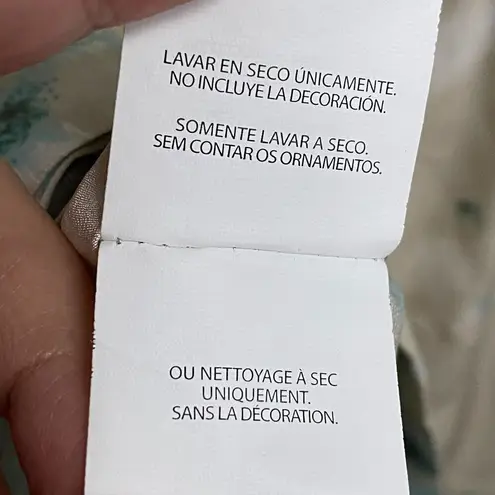 LAVAR EN SECO ÚNICAMENTE.
NO INCLUYE LA DECORACIÓN.
SOMENTE LAVAR A SECO.
SEM CONTAR OS ORNAMENTOS.
OU NETTOYAGE À SEC
UNIQUEMENT.
SANS LA DÉCORATION.